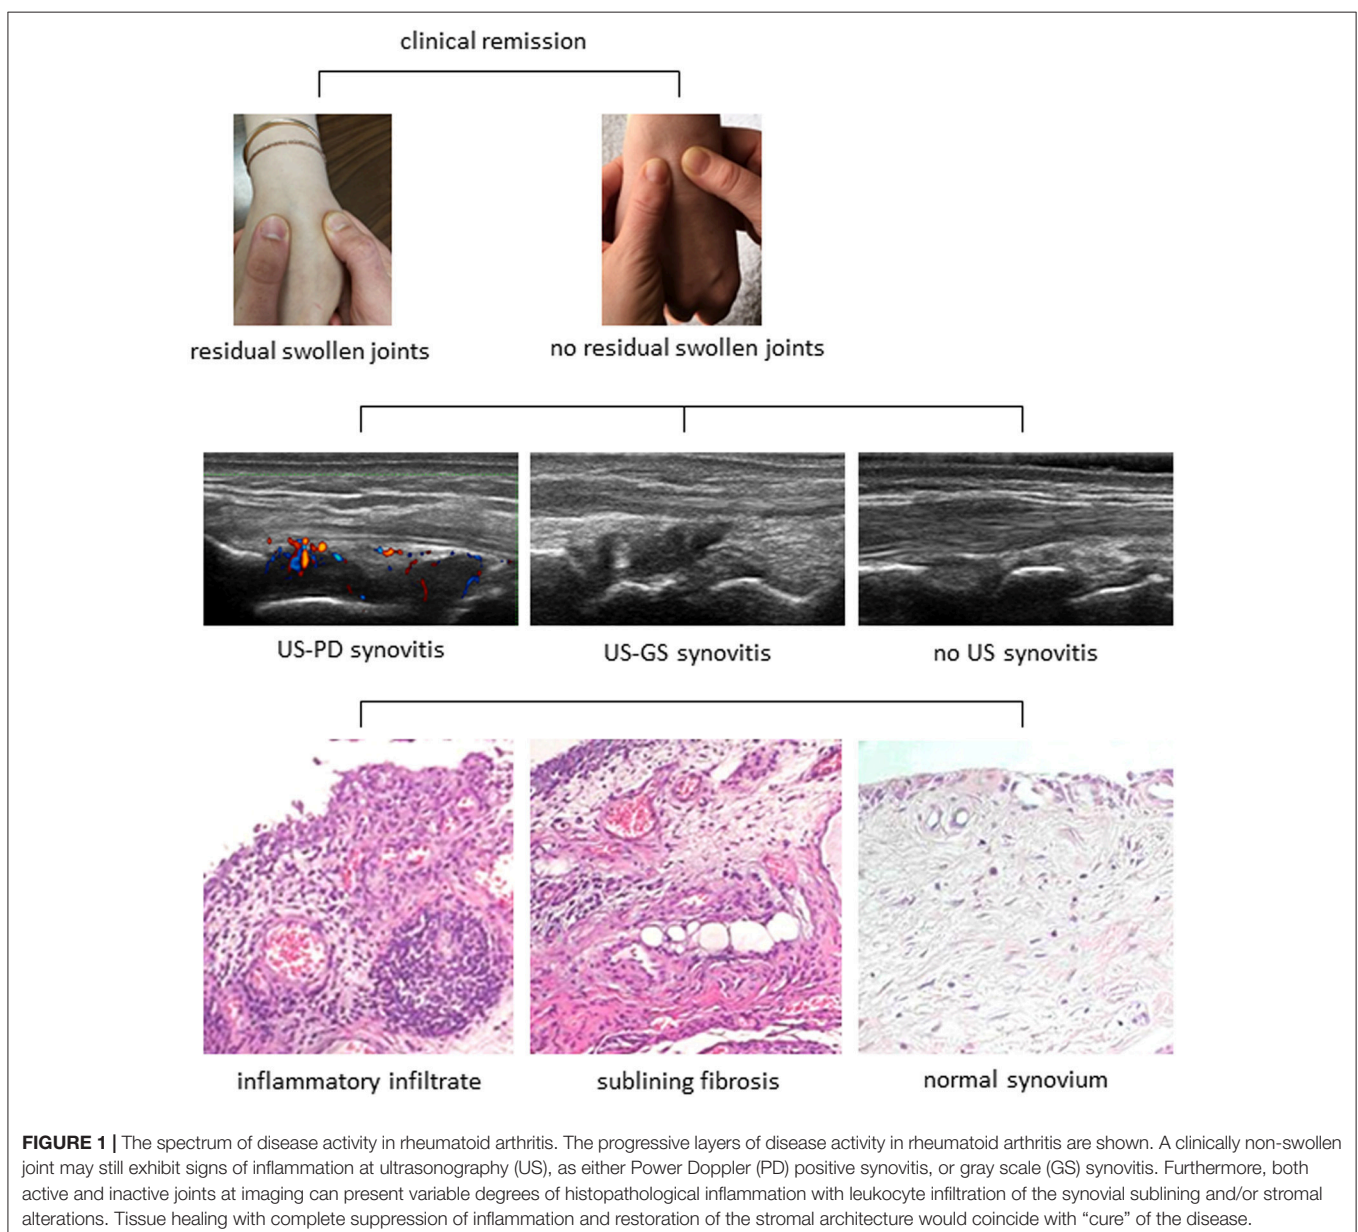 clinical remission
residual swollen joints
no residual swollen joints
US-PD synovitis
US-GS synovitis
no US synovitis
inflammatory infiltrate
sublining fibrosis
normal synovium
FIGURE 1 | The spectrum of disease activity in rheumatoid arthritis. The progressive layers of disease activity in rheumatoid arthritis are shown. A clinically non-swollen
joint may still exhibit signs of inflammation at ultrasonography (US), as either Power Doppler (PD) positive synovitis, or gray scale (GS) synovitis. Furthermore, both
active and inactive joints at imaging can present variable degrees of histopathological inflammation with leukocyte infiltration of the synovial sublining and/or stromal
alterations. Tissue healing with complete suppression of inflammation and restoration of the stromal architecture would coincide with “cure” of the disease.